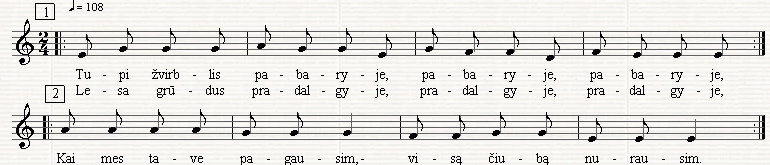 1
♩ = 108
2/4
Tu - pi žvirb - lis pa - ba - ry - je, pa - ba - ry - je, pa - ba - ry - je,
Le - sa grū - dus pra - dal - gy - je, pra - dal - gy - je, pra - dal - gy - je,
2
Kai mes ta - ve pa - gau - sim,- vi - są čiu - bą nu - rau - sim.